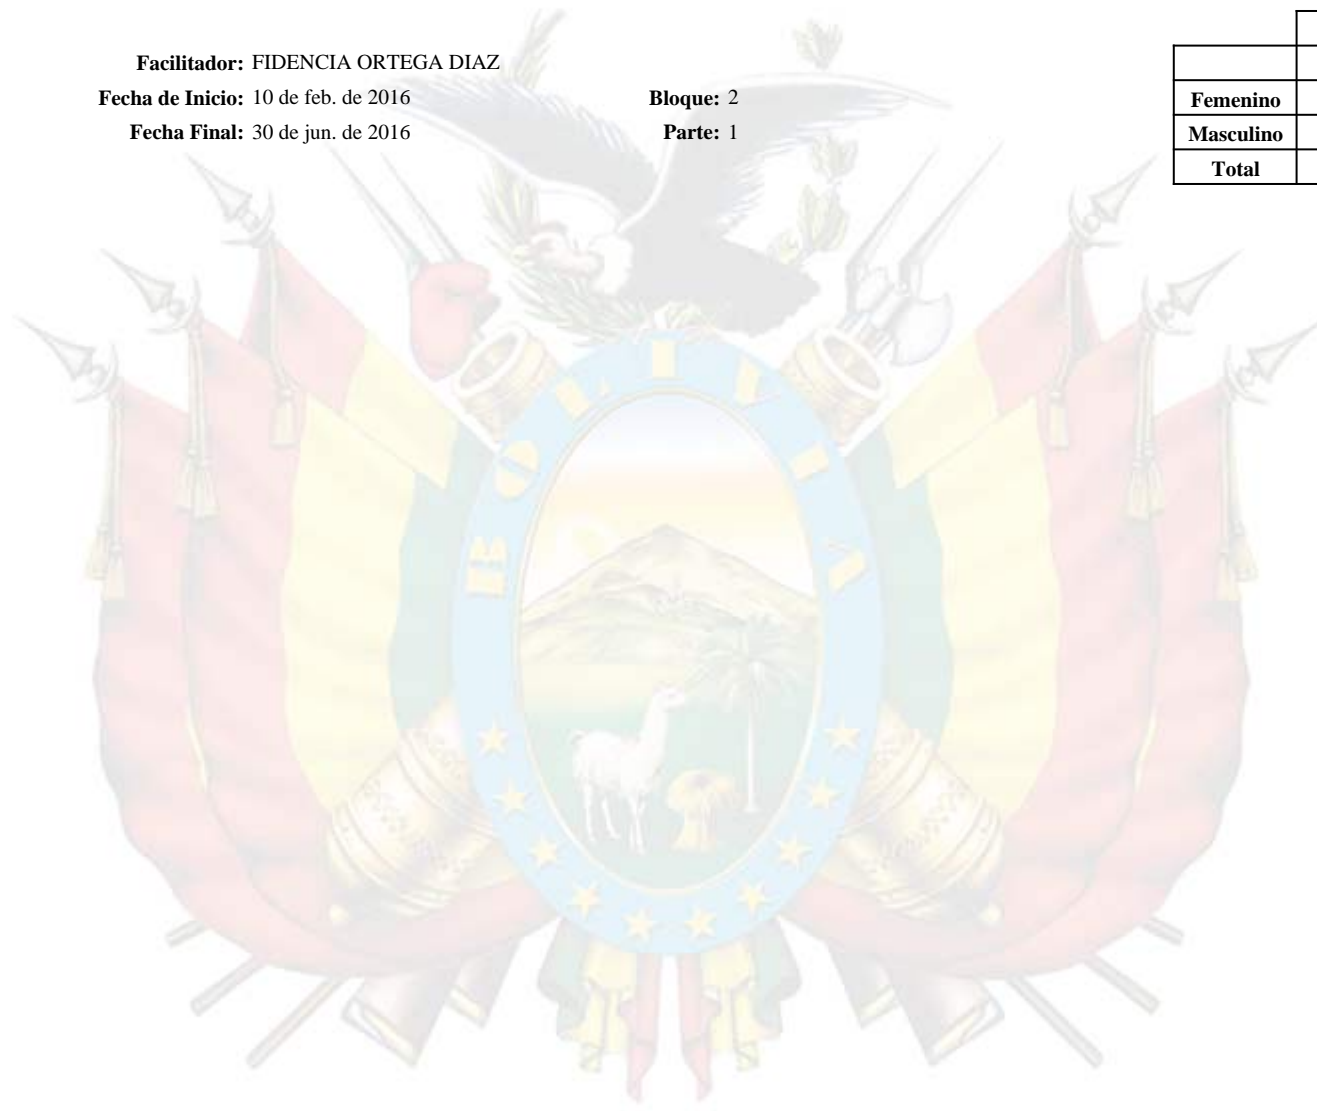 Facilitador: FIDENCIA ORTEGA DIAZ
Fecha de Inicio: 10 de feb. de 2016 Bloque: 2
Fecha Final: 30 de jun. de 2016 Parte: 1
Femenino
Masculino
Total
BOLIVIA